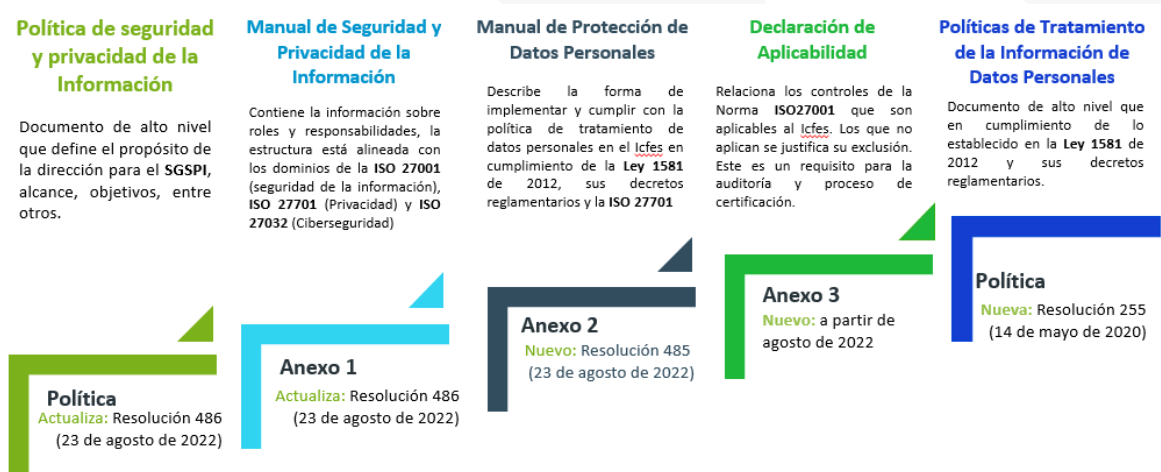 Política de seguridad
y privacidad de la
Información
Documento de alto nivel
que define el propósito de
la dirección para el SGSPI,
alcance, objetivos, entre
otros.
Política
Actualiza: Resolución 486
(23 de agosto de 2022)
Manual de Seguridad y
Privacidad de la
Información
Contiene la información sobre
roles y responsabilidades, la
estructura está alineada con
los dominios de la ISO 27001
(seguridad de la información),
ISO 27701 (Privacidad) y ISO
27032 (Ciberseguridad)
Anexo 1
Actualiza: Resolución 486
(23 de agosto de 2022)
Manual de Protección de
Datos Personales
Describe la forma de
implementar y cumplir con la
política de tratamiento de
datos personales en el Icfes en
cumplimiento de la Ley 1581
de 2012, sus decretos
reglamentarios y la ISO 27701
Anexo 2
Nuevo: Resolución 485
(23 de agosto de 2022)
Declaración de
Aplicabilidad
Relaciona los controles de la
Norma ISO27001 que son
aplicables al Icfes. Los que no
aplican se justifica su exclusión.
Este es un requisito para la
auditoría y proceso de
certificación.
Anexo 3
Nuevo: a partir de
agosto de 2022
Políticas de Tratamiento
de la Información de
Datos Personales
Documento de alto nivel que
en cumplimiento de lo
establecido en la Ley 1581 de
2012 y sus decretos
reglamentarios.
Política
Nueva: Resolución 255
(14 de mayo de 2020)